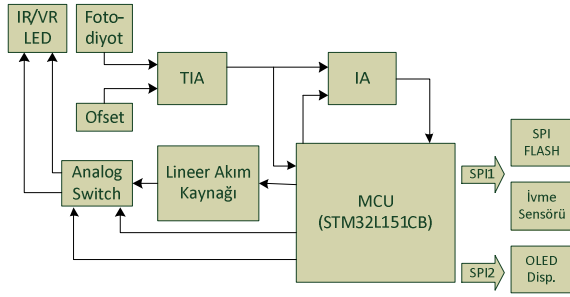 IR/VR
LED
Foto-
diyot
TIA
IA
Ofset
SPI
FLASH
Analog
Switch
Lineer Akım
Kaynağı
MCU
(STM32L151CB)
SPI1
İvme
Sensörü
SPI2
OLED
Disp.